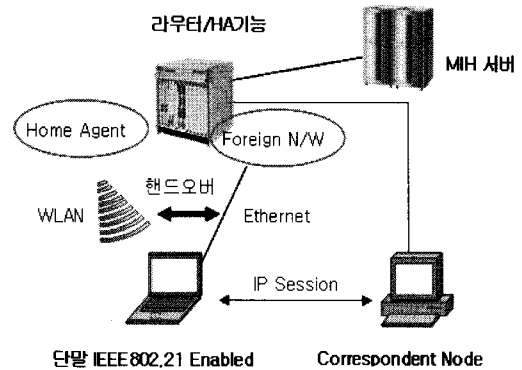 라우터/HA기능
MIH 서버
Home Agent
Foreign N/W
핸드오버
WLAN
Ethernet
IP Session
단말 IEEE802.21 Enabled
Correspondent Node